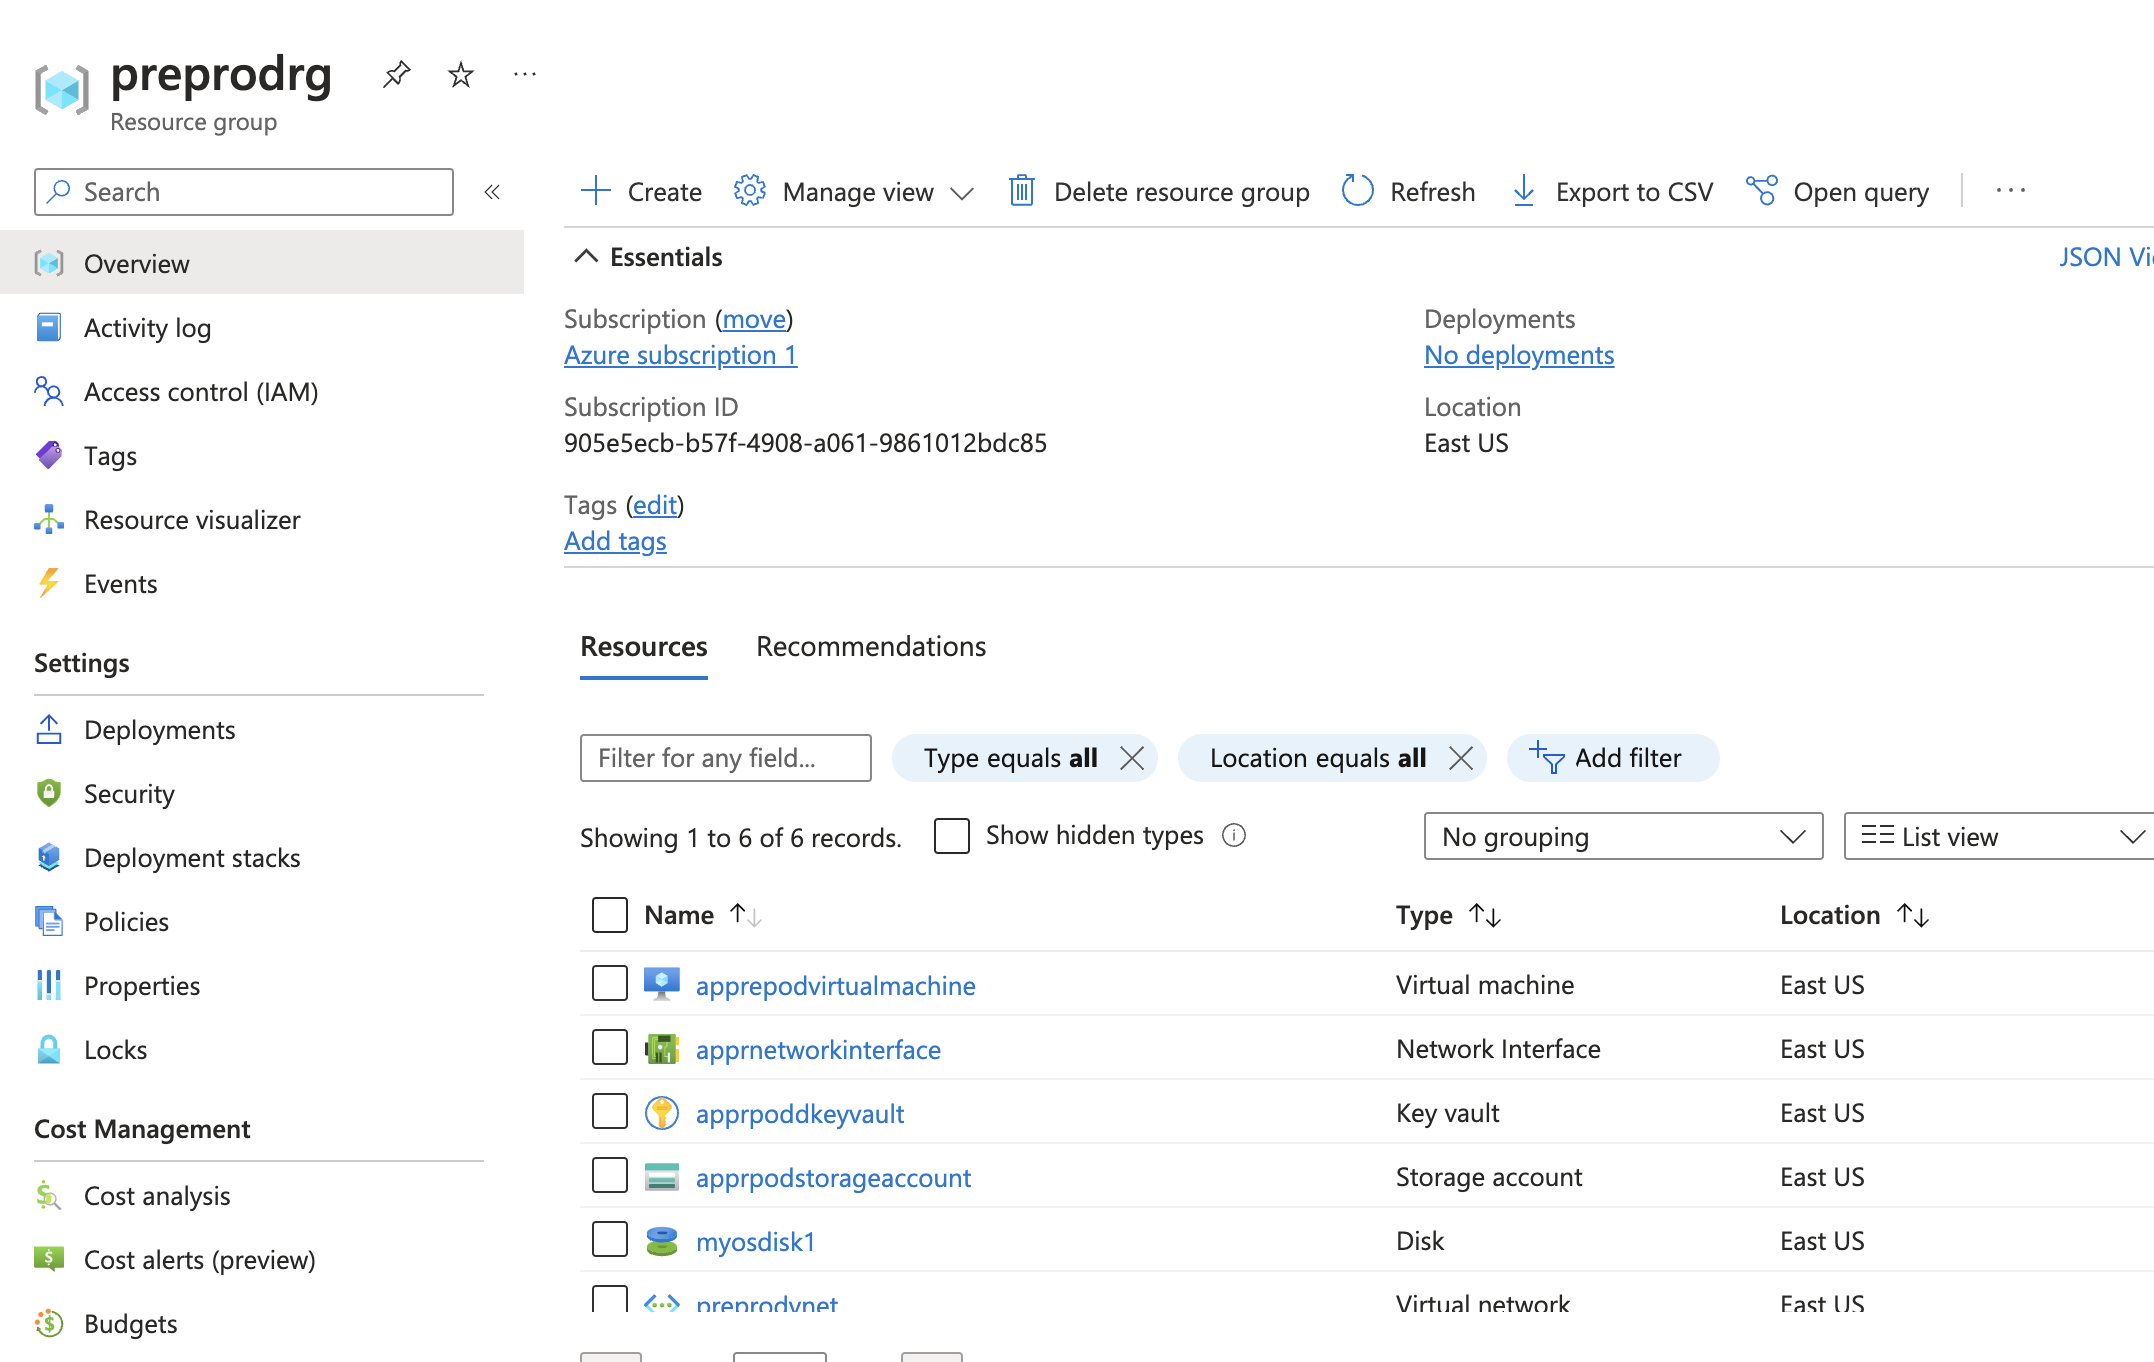 preprodrg
Resource group
Search
Overview
Activity log
Access control (IAM)
Tags
Resource visualizer
Events
Settings
Deployments
Security
Deployment stacks
Policies
Properties
Locks
Cost Management
Cost analysis
Cost alerts (preview)
Budgets
Create Manage view Delete resource group Refresh Export to CSV Open query
Essentials
JSON Vi
Subscription (move)
Azure subscription 1
Subscription ID
905e5ecb-b57f-4908-a061-9861012bdc85
Deployments
No deployments
Location
East US
Tags (edit)
Add tags
Resources Recommendations
Filter for any field... Type equals all Location equals all Add filter
Showing 1 to 6 of 6 records. Show hidden types No grouping List view
Name Type Location
apprepodvirtualmachine Virtual machine East US
apprnetworkinterface Network Interface East US
apprpoddkeyvault Key vault East US
apprpodstorageaccount Storage account East US
myosdisk1 Disk East US
preprodvnet Virtual network East US